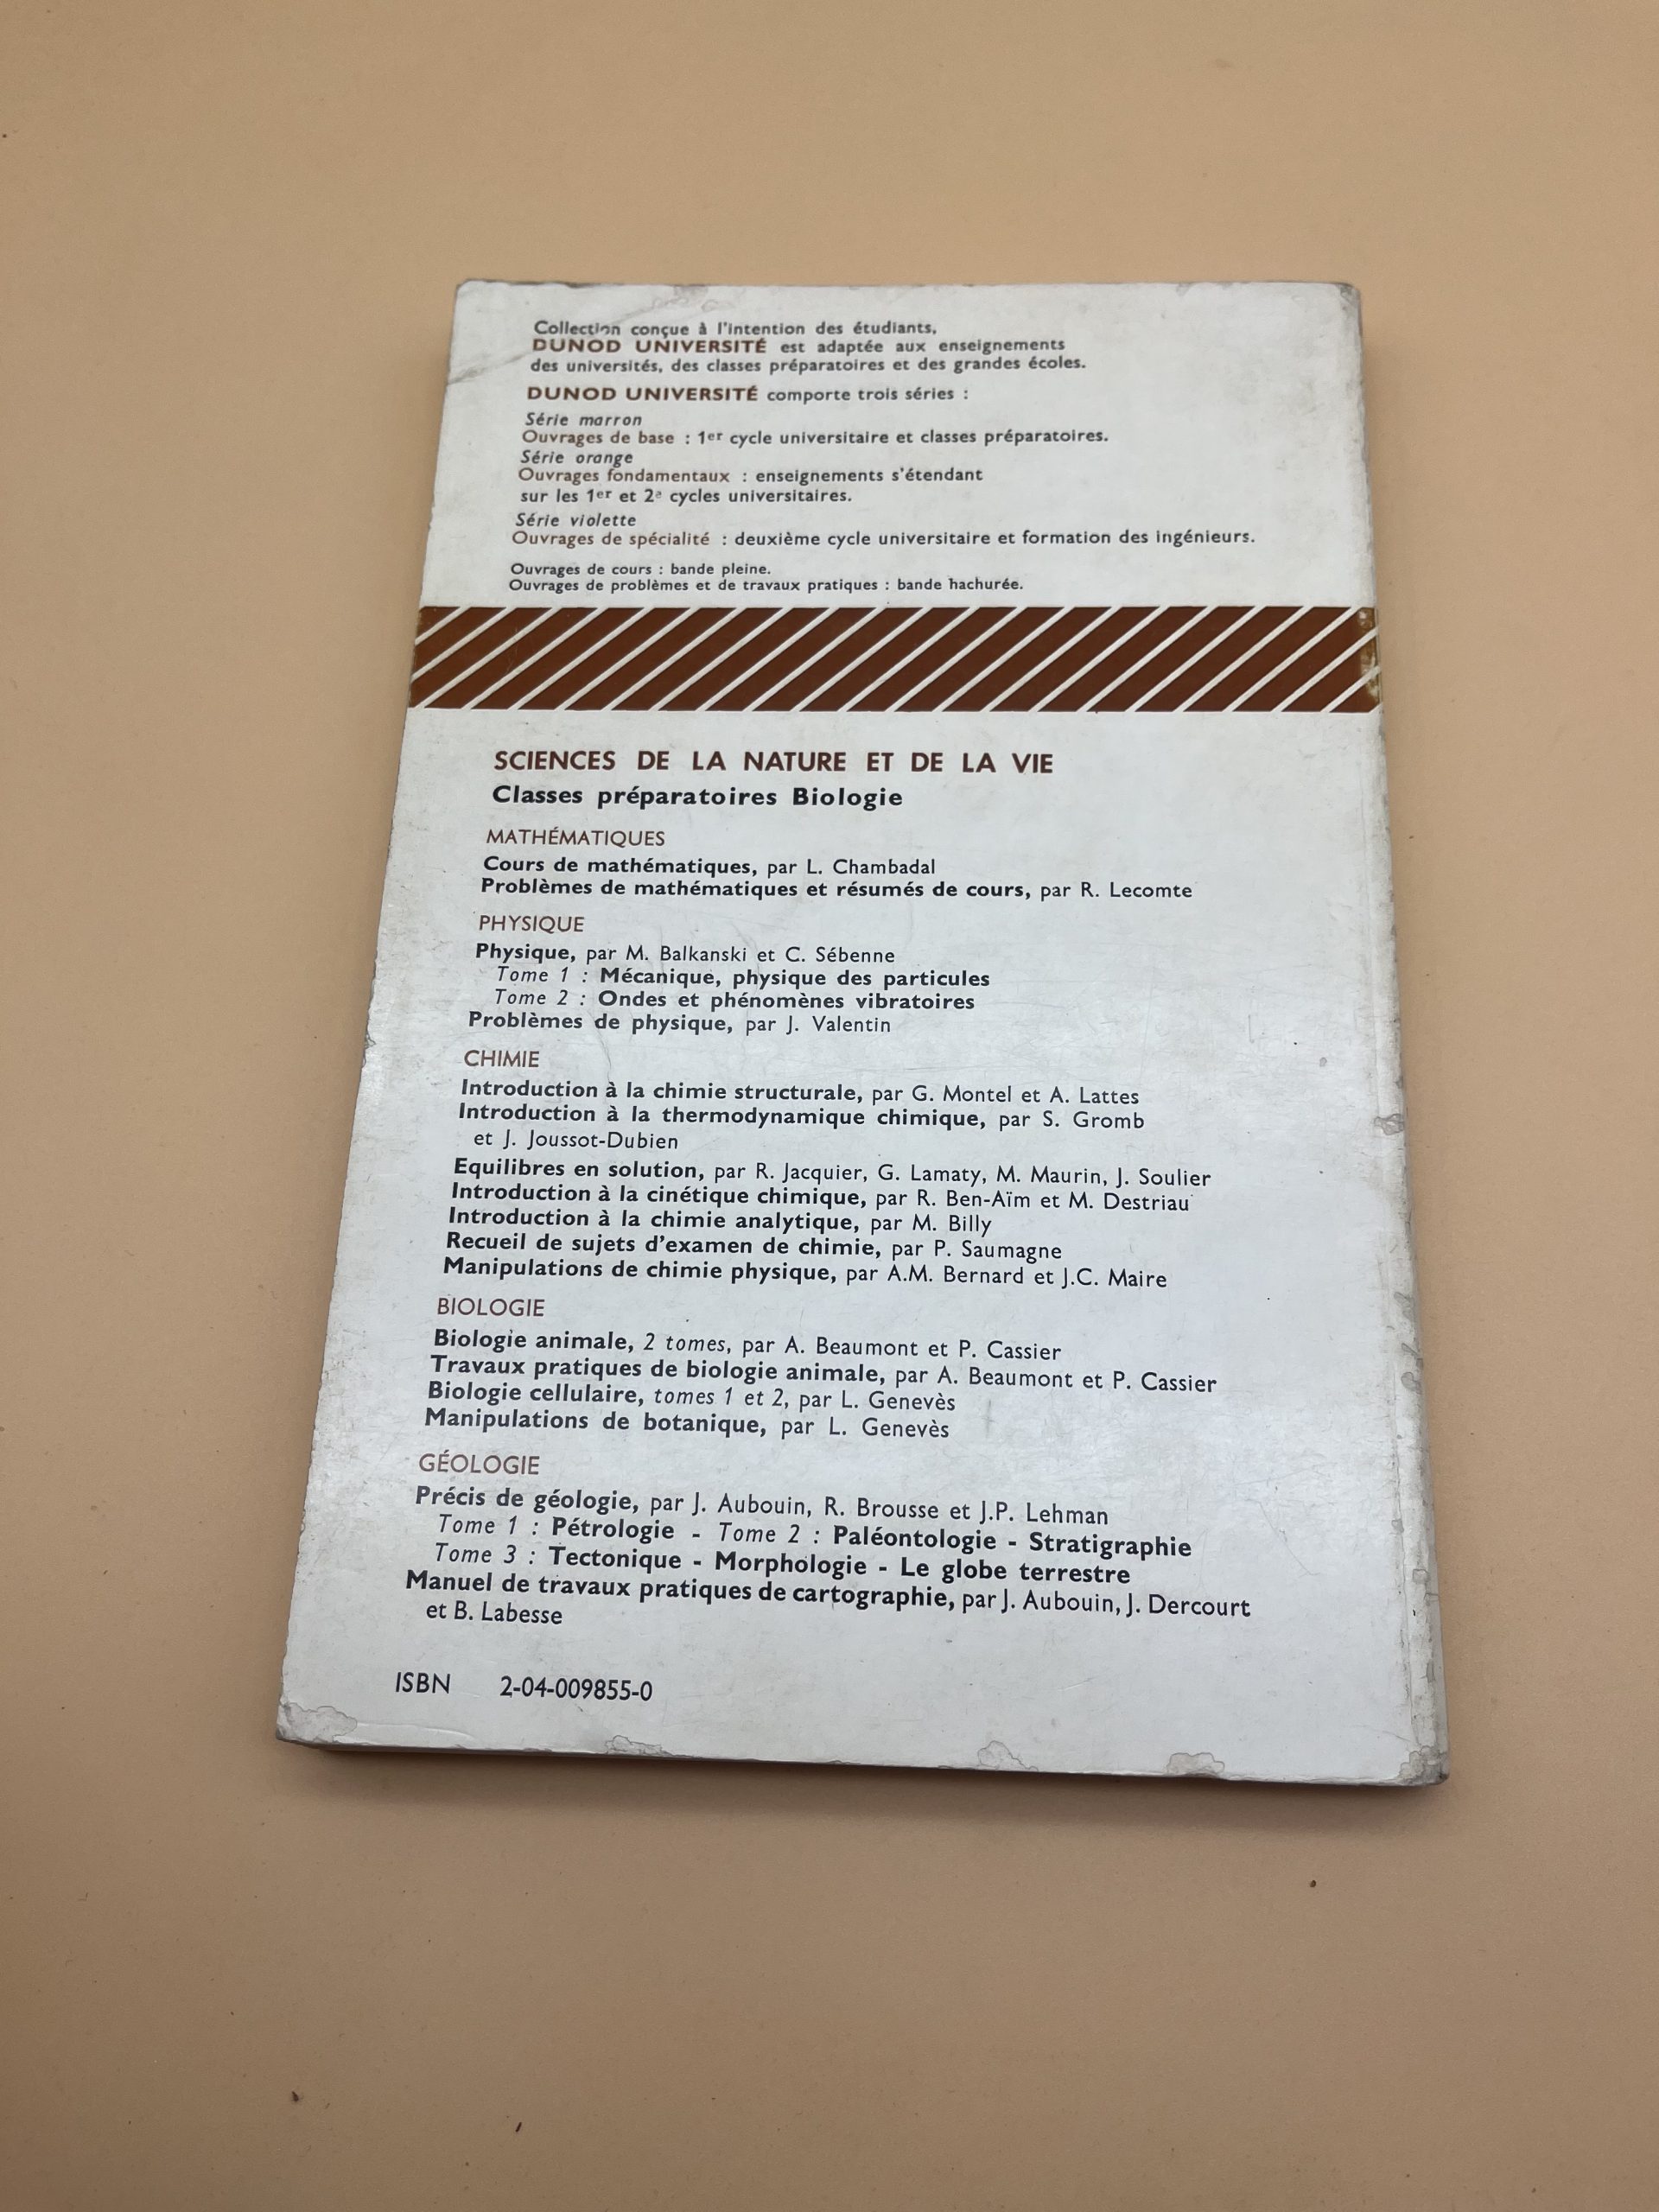 Collection conçue à l'intention des étudiants,
DUNOD UNIVERSITÉ est adaptée aux enseignements
des universités, des classes préparatoires et des grandes écoles.
DUNOD UNIVERSITÉ comporte trois séries :
Série marron
Ouvrages de base : 1er cycle universitaire et classes préparatoires.
Série orange
Ouvrages fondamentaux : enseignements s'étendant
sur les 1er et 2e cycles universitaires.
Série violette
Ouvrages de spécialité : deuxième cycle universitaire et formation des ingénieurs.
Ouvrages de cours : bande pleine.
Ouvrages de problèmes et de travaux pratiques : bande hachurée.
SCIENCES DE LA NATURE ET DE LA VIE
Classes préparatoires Biologie
MATHÉMATIQUES
Cours de mathématiques, par L. Chambadal
Problèmes de mathématiques et résumés de cours, par R. Lecomte
PHYSIQUE
Physique, par M. Balkanski et C. Sébenne
Tome 1 : Mécanique, physique des particules
Tome 2 : Ondes et phénomènes vibratoires
Problèmes de physique, par J. Valentin
CHIMIE
Introduction à la chimie structurale, par G. Montel et A. Lattes
Introduction à la thermodynamique chimique, par S. Gromb
et J. Joussot-Dubien
Equilibres en solution, par R. Jacquier, G. Lamaty, M. Maurin, J. Soulier
Introduction à la cinétique chimique, par R. Ben-Aïm et M. Destriau
Introduction à la chimie analytique, par M. Billy
Recueil de sujets d'examen de chimie, par P. Saumagne
Manipulations de chimie physique, par A.M. Bernard et J.C. Maire
BIOLOGIE
Biologie animale, 2 tomes, par A. Beaumont et P. Cassier
Travaux pratiques de biologie animale, par A. Beaumont et P. Cassier
Biologie cellulaire, tomes 1 et 2, par L. Genevès
Manipulations de botanique, par L. Genevès
GÉOLOGIE
Précis de géologie, par J. Aubouin, R. Brousse et J.P. Lehman
Tome 1 : Pétrologie - Tome 2 : Paléontologie - Stratigraphie
Tome 3 : Tectonique - Morphologie - Le globe terrestre
Manuel de travaux pratiques de cartographie, par J. Aubouin, J. Dercourt
et B. Labesse
ISBN 2-04-009855-0